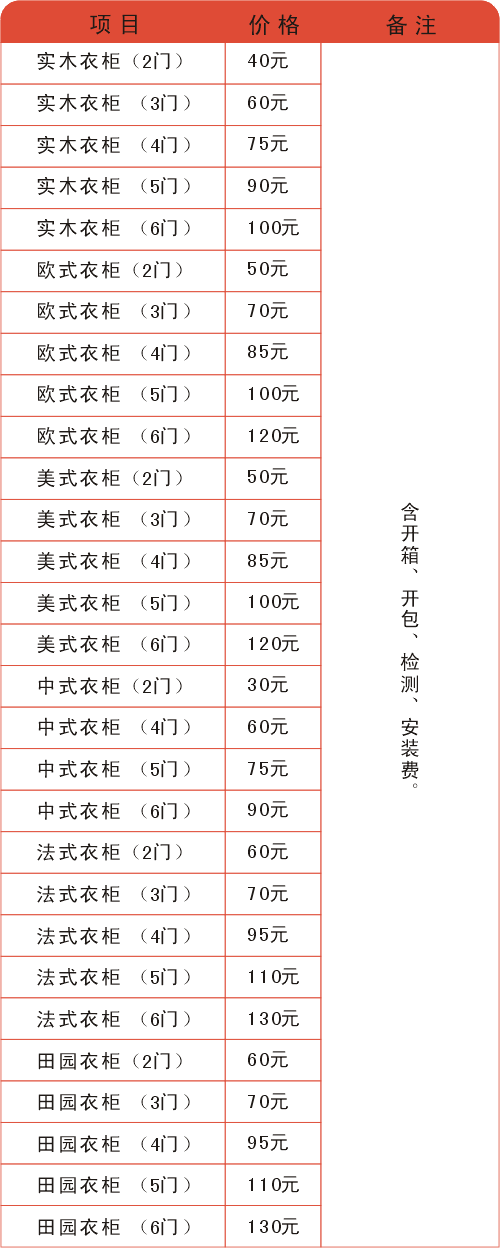 项目 价格 备注
实木衣柜（2门） 40元
实木衣柜 （3门） 60元
实木衣柜 （4门） 75元
实木衣柜 （5门） 90元
实木衣柜 （6门） 100元
欧式衣柜（2门） 50元
欧式衣柜 （3门） 70元
欧式衣柜 （4门） 85元
欧式衣柜 （5门） 100元
欧式衣柜 （6门） 120元
美式衣柜（2门） 50元
美式衣柜 （3门） 70元
美式衣柜 （4门） 85元
美式衣柜 （5门） 100元
美式衣柜 （6门） 120元
中式衣柜（2门） 30元
中式衣柜 （4门） 60元
中式衣柜 （5门） 75元
中式衣柜 （6门） 90元
法式衣柜（2门） 60元
法式衣柜 （3门） 70元
法式衣柜 （4门） 95元
法式衣柜 （5门） 110元
法式衣柜 （6门） 130元
田园衣柜（2门） 60元
田园衣柜 （3门） 70元
田园衣柜 （4门） 95元
田园衣柜 （5门） 110元
田园衣柜 （6门） 130元
含开箱、开包、检测、安装费。